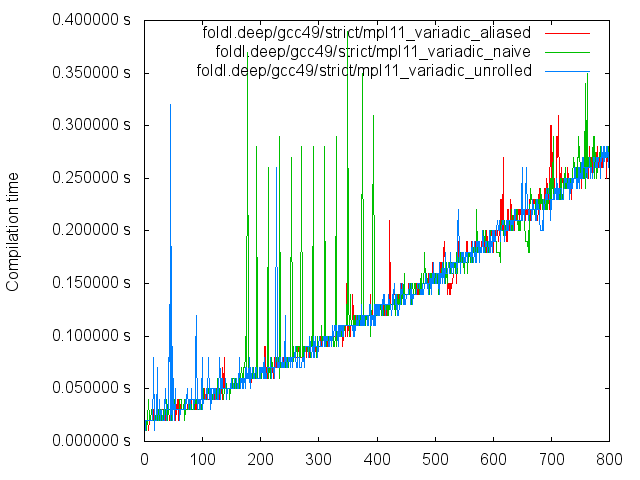 0.400000 s
foldl.deep/gcc49/strict/mpl11_variadic_aliased
foldl.deep/gcc49/strict/mpl11_variadic_naive
foldl.deep/gcc49/strict/mpl11_variadic_unrolled
0.350000 s
0.300000 s
0.250000 s
0.200000 s
0.150000 s
0.100000 s
0.050000 s
0.000000 s
Compilation time
0 100 200 300 400 500 600 700 800